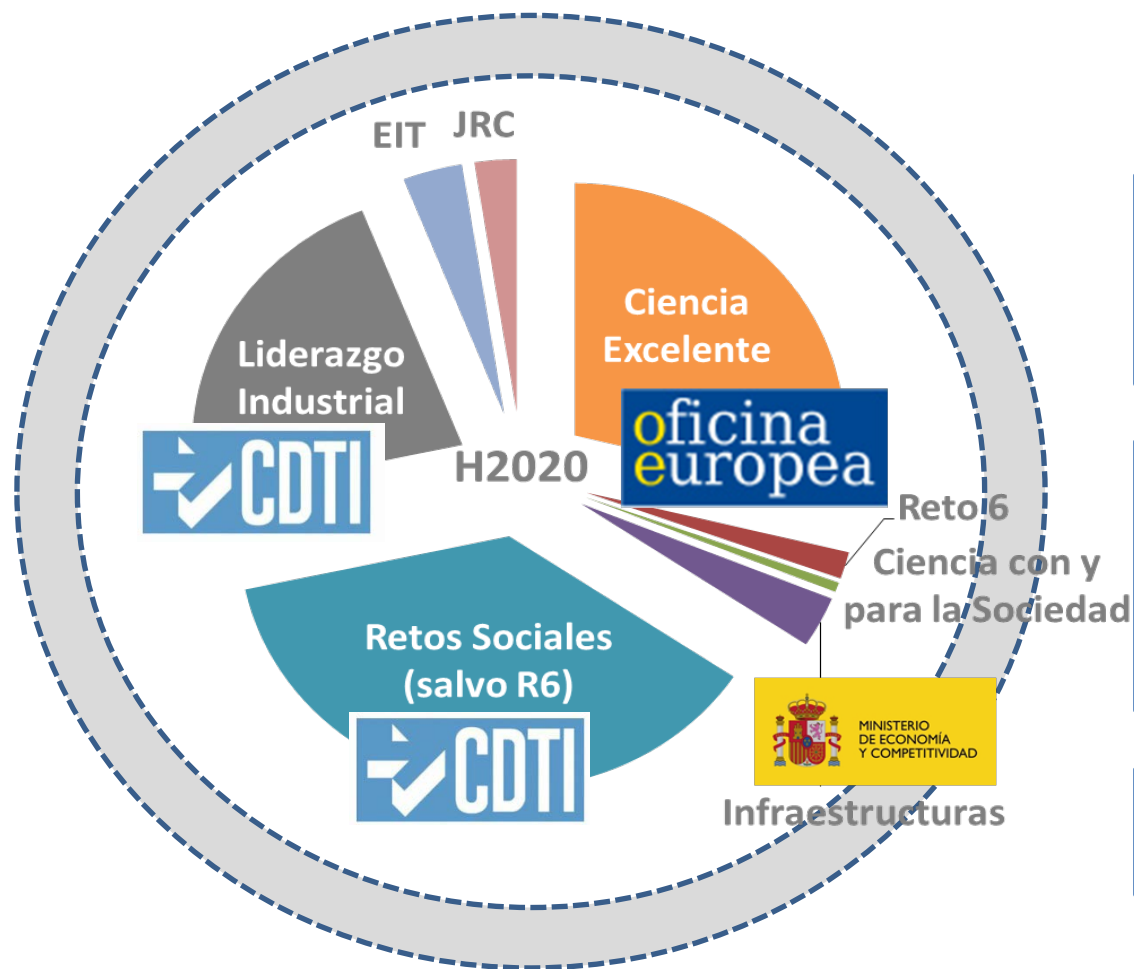 EIT
JRC
Ciencia
Excelente
Liderazgo
Industrial
CDTI
H2020
oficina
europea
Reto 6
Ciencia con y
para la Sociedad
Retos Sociales
(salvo R6)
CDTI
MINISTERIO
DE ECONOMÍA
Y COMPETITIVIDAD
Infraestructuras